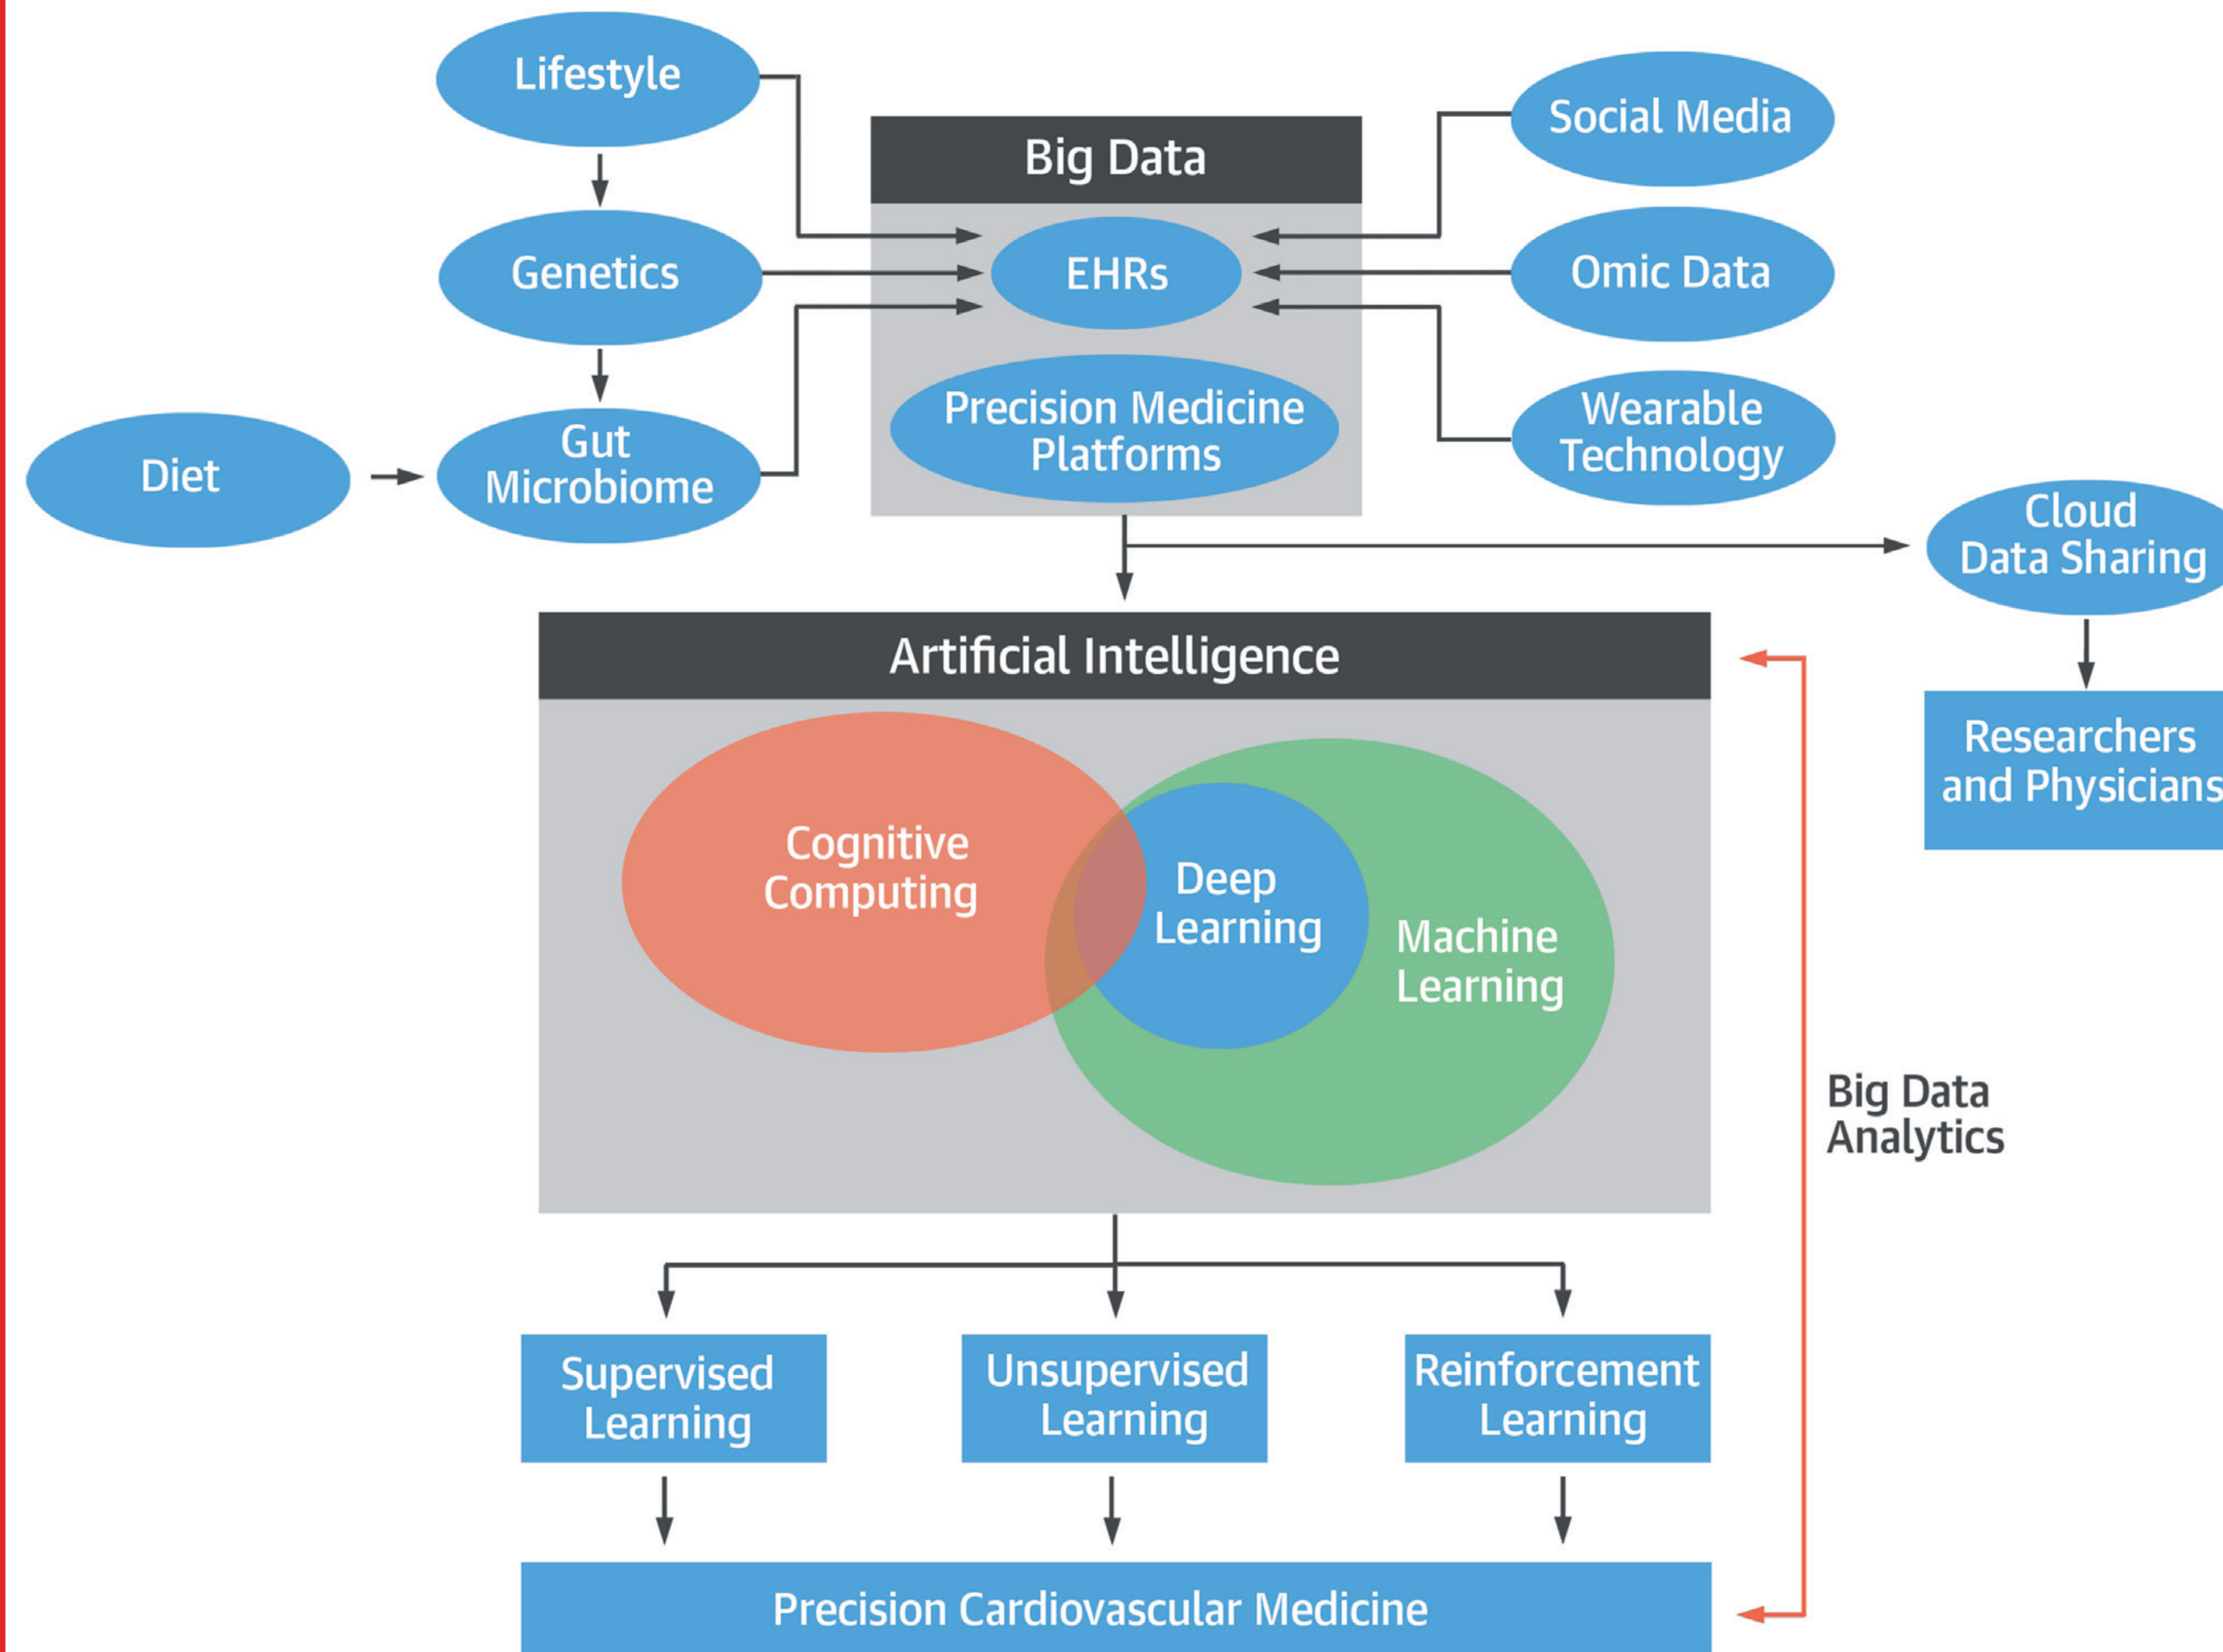 Lifestyle
Social Media
Big Data
Genetics
EHRs
Omic Data
Diet
Gut
Microbiome
Precision Medicine
Platforms
Wearable
Technology
Cloud
Data Sharing
Researchers
and Physicians
Artificial Intelligence
Cognitive
Computing
Deep
Learning
Machine
Learning
Big Data
Analytics
Supervised
Learning
Unsupervised
Learning
Reinforcement
Learning
Precision Cardiovascular Medicine